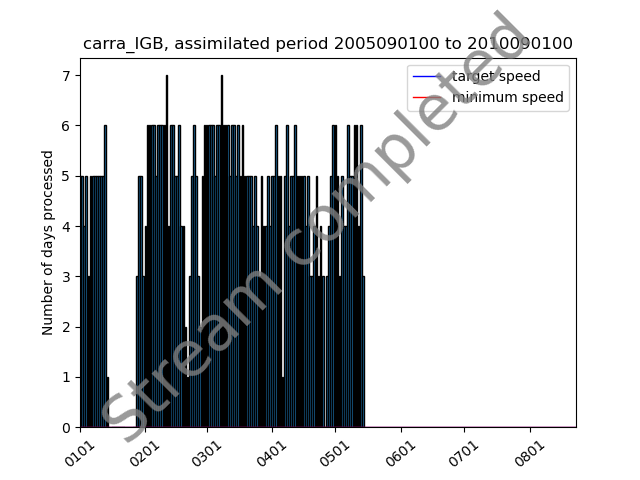 carra_IGB, assimilated period 2005090100 to 2010090100
target speed
minimum speed
Number of days processed
7
6
5
4
3
2
1
0
0101 0201 0301 0401 0501 0601 0701 0801
Stream completed